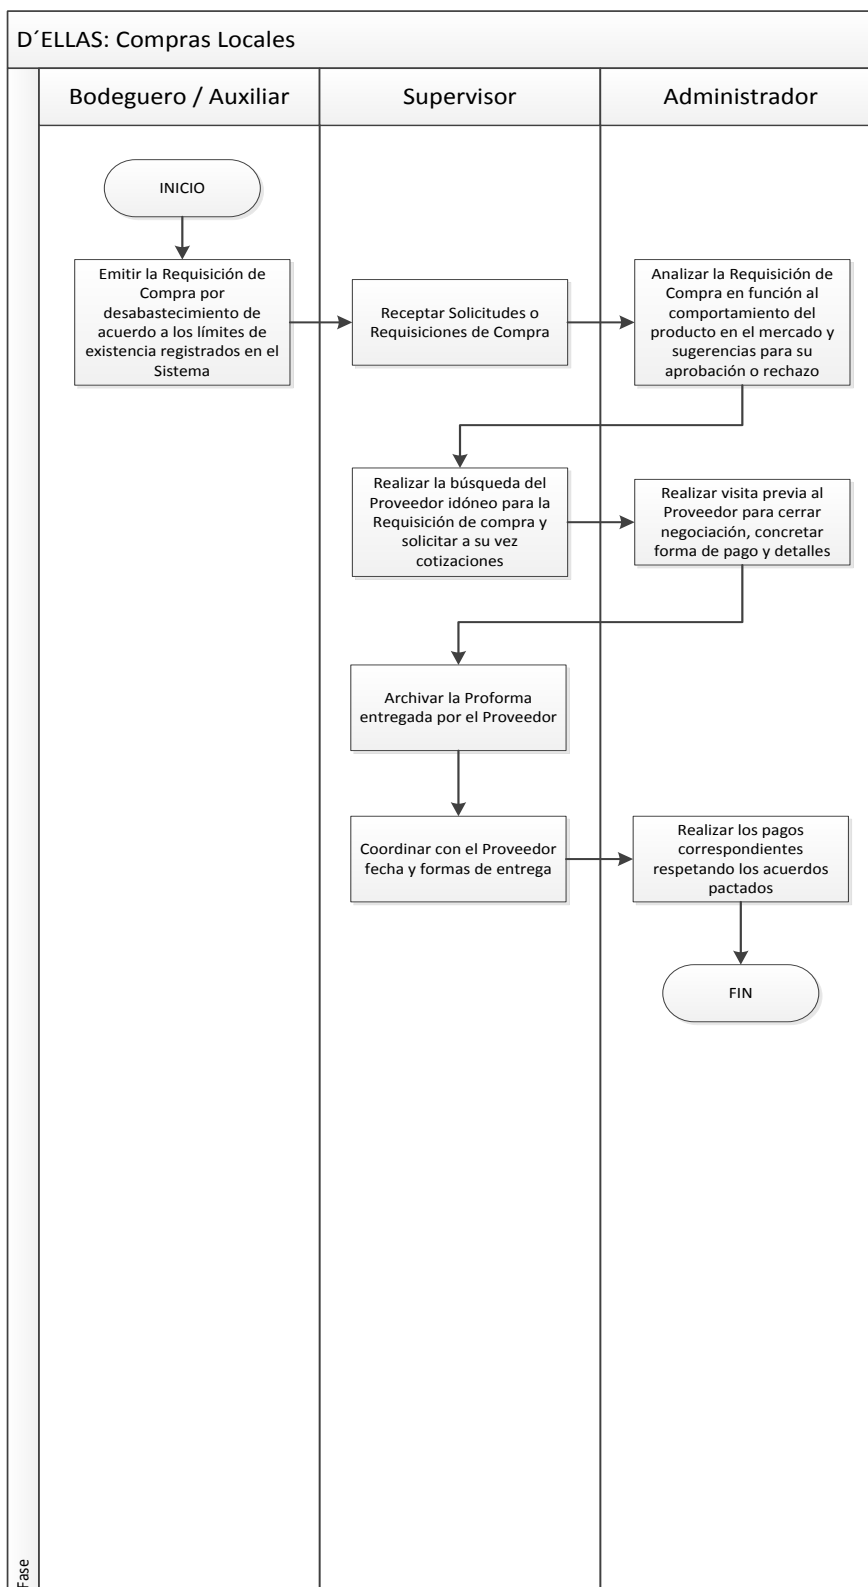 D´ELLAS: Compras Locales
Bodeguero / Auxiliar
Supervisor
Administrador
INICIO
Emitir la Requisición de
Compra por
desabastecimiento de
acuerdo a los límites de
existencia registrados en el
Sistema
Receptar Solicitudes o
Requisiciones de Compra
Analizar la Requisición de
Compra en función al
comportamiento del
producto en el mercado y
sugerencias para su
aprobación o rechazo
Realizar la búsqueda del
Proveedor idóneo para la
Requisición de compra y
solicitar a su vez
cotizaciones
Realizar visita previa al
Proveedor para cerrar
negociación, concretar
forma de pago y detalles
Archivar la Proforma
entregada por el Proveedor
Coordinar con el Proveedor
fecha y formas de entrega
Realizar los pagos
correspondientes
respetando los acuerdos
pactados
FIN
Fase